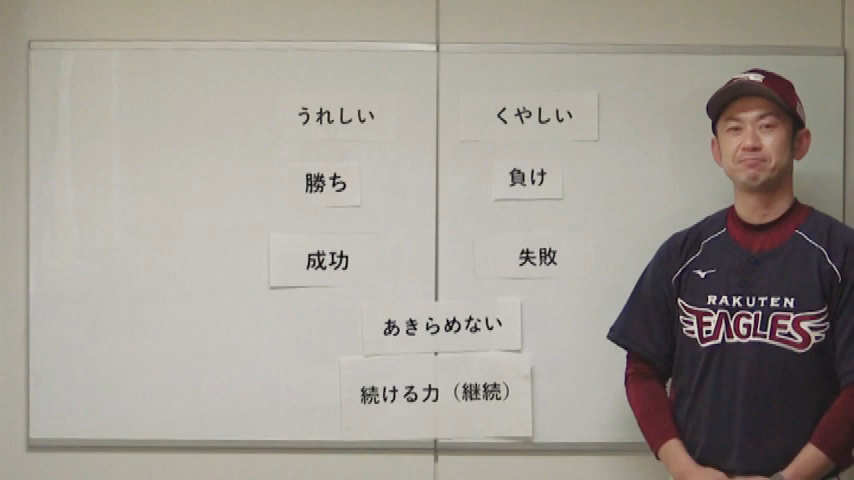 うれしい
くやしい
勝ち
負け
成功
失敗
あきらめない
続ける力（継続）
RAKUTEN
EAGLES